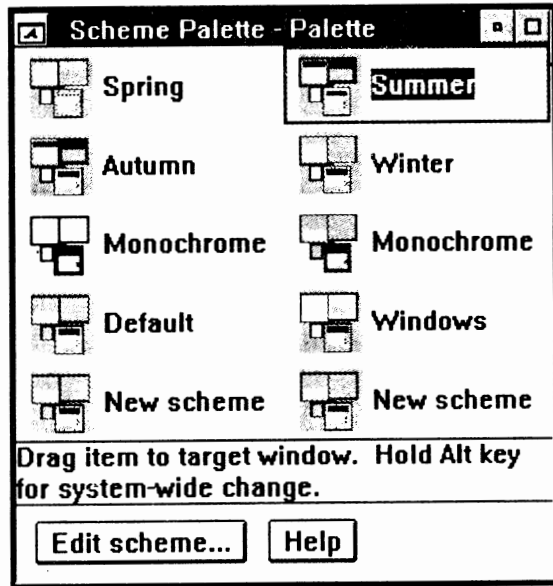 Scheme Palette - Palette
Spring
Summer
Autumn
Winter
Monochrome
Monochrome
Default
Windows
New scheme
New scheme
Drag item to target window. Hold Alt key
for system-wide change.
Edit scheme...
Help